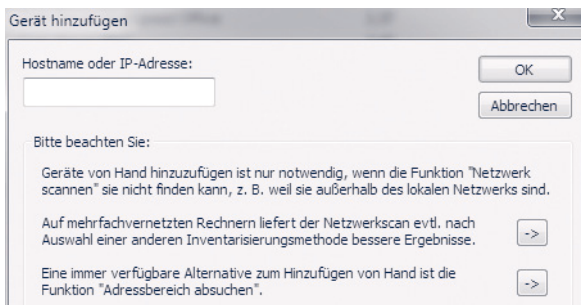 Gerät hinzufügen
Hostname oder IP-Adresse:
OK
Abbrechen
Bitte beachten Sie:
Geräte von Hand hinzuzufügen ist nur notwendig, wenn die Funktion "Netzwerk
scannen" sie nicht finden kann, z. B. weil sie außerhalb des lokalen Netzwerks sind.
Auf mehrfachvernetzten Rechnern liefert der Netzwerkscan evtl. nach
Auswahl einer anderen Inventarisierungsmethode bessere Ergebnisse.
->
Eine immer verfügbare Alternative zum Hinzufügen von Hand ist die
Funktion "Adressbereich absuchen".
->